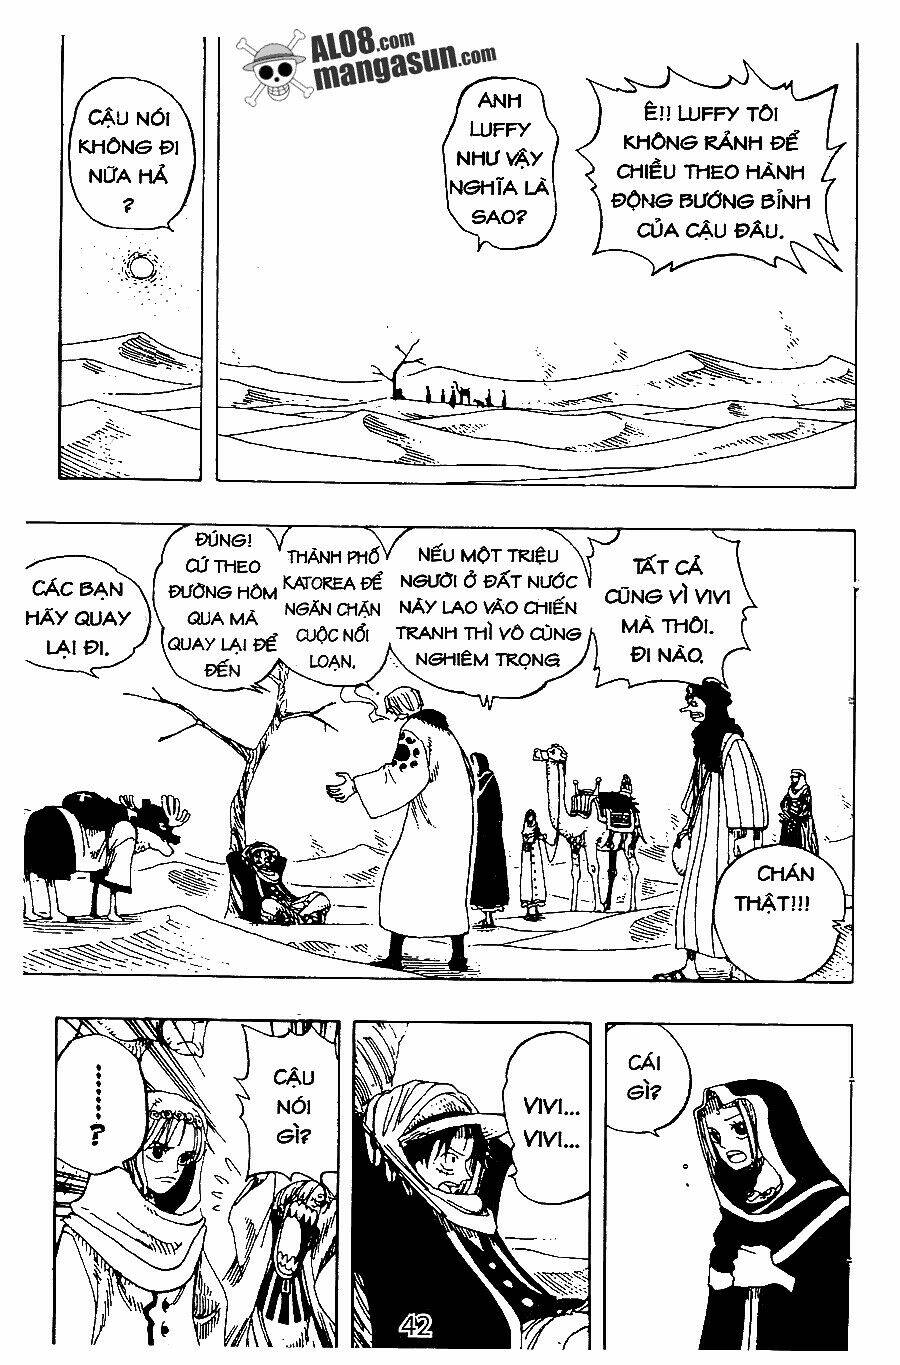 AL08.com
mangasun.com
CẬU NÓI
KHÔNG ĐI
NỮA HẢ
?
ANH
LUFFY
NHƯ VẬY
NGHĨA LÀ
SAO?
Ê!! LUFFY TÔI
KHÔNG RẢNH ĐỂ
CHIỀU THEO HÀNH
ĐỘNG BƯỚNG BỈNH
CỦA CẬU ĐÂU.
CÁC BẠN
HÃY QUAY
LẠI ĐI.
ĐÚNG!
CỨ THEO
ĐƯỜNG HÔM
QUA MÀ
QUAY LẠI ĐỂ
ĐẾN
THÀNH PHỐ
KATOREA ĐỂ
NGĂN CHẶN
CUỘC NỔI
LOẠN.
NẾU MỘT TRIỆU
NGƯỜI Ở ĐẤT NƯỚC
NÀY LAO VÀO CHIẾN
TRANH THÌ VÔ CÙNG
NGHIÊM TRỌNG
TẤT CẢ
CŨNG VÌ VIVI
MÀ THÔI.
ĐI NÀO.
CHÁN
THẬT!!!
.........?
CẬU
NÓI
GÌ?
VIVI...
VIVI...
CÁI
GÌ?
42